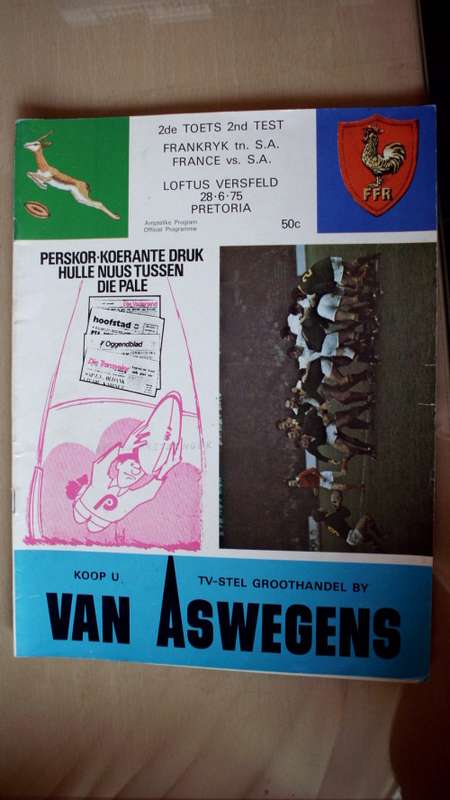 2de TOETS 2nd TEST
FRANKRYK tn. S.A.
FRANCE vs. S.A.
LOFTUS VERSFELD
28·6·75
PRETORIA
Amptelike Program
Official Programme
50c
FFR
PERSKOR·KOERANTE DRUK
HULLE NUUS TUSSEN
DIE PALE
Die Vaderland
hoofstad
Oggendblad
Die Transvaler
P
KOOP U.
TV-STEL GROOTHANDEL BY
VAN ASWEGENS